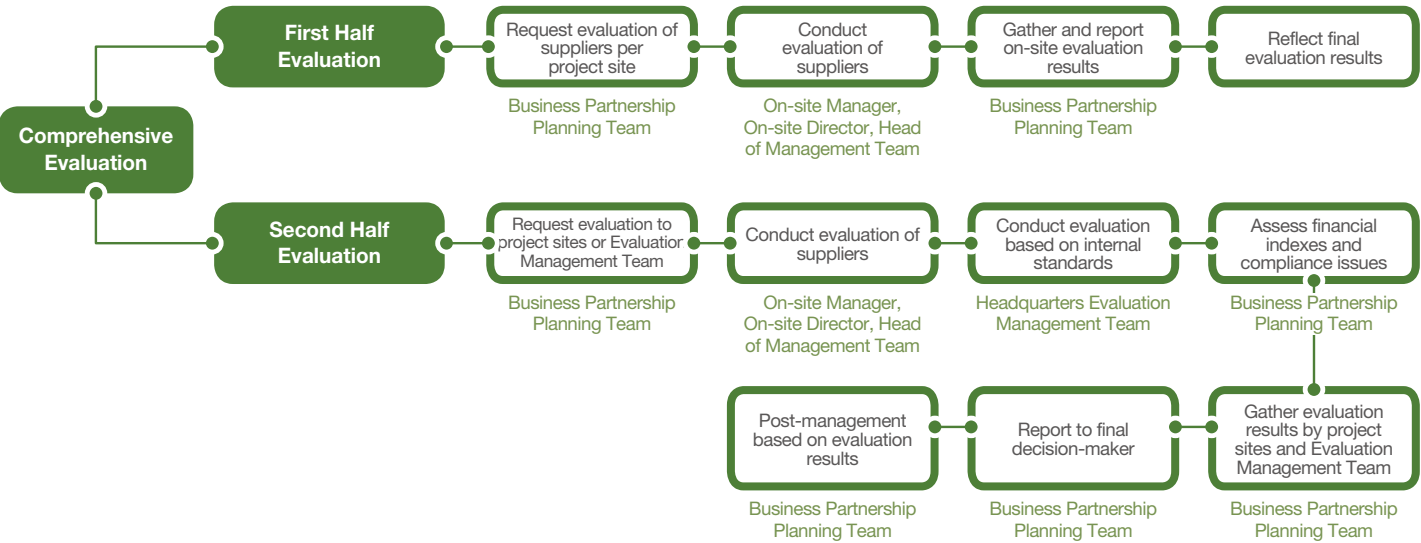 Comprehensive
Evaluation
First Half
Evaluation
Request evaluation of
suppliers per
project site
Business Partnership
Planning Team
Conduct
evaluation of
suppliers
On-site Manager,
On-site Director, Head
of Management Team
Gather and report
on-site evaluation
results
Business Partnership
Planning Team
Reflect final
evaluation results
Second Half
Evaluation
Request evaluation to
project sites or Evaluation
Management Team
Business Partnership
Planning Team
Conduct evaluation of
suppliers
On-site Manager,
On-site Director, Head
of Management Team
Conduct evaluation
based on internal
standards
Headquarters Evaluation
Management Team
Assess financial
indexes and
compliance issues
Business Partnership
Planning Team
Gather evaluation
results by project
sites and Evaluation
Management Team
Business Partnership
Planning Team
Report to final
decision-maker
Business Partnership
Planning Team
Post-management
based on evaluation
results
Business Partnership
Planning Team